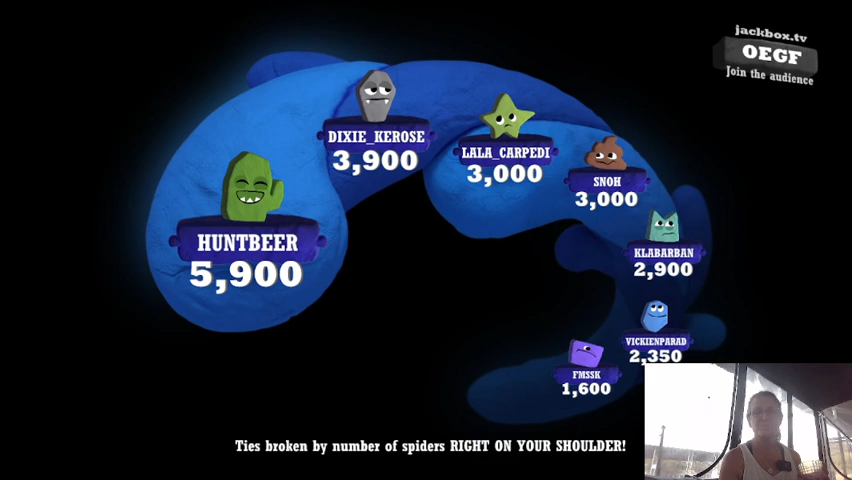 jackbox.tv
OEGF
Join the audience
DIXIE_KEROSE
3,900
LALA_CARPEDI
3,000
SNOH
3,000
HUNTBEER
5,900
KLABARBAN
2,900
VICKIENPARAD
2,350
FMSSK
1,600
Ties broken by number of spiders RIGHT ON YOUR SHOULDER!